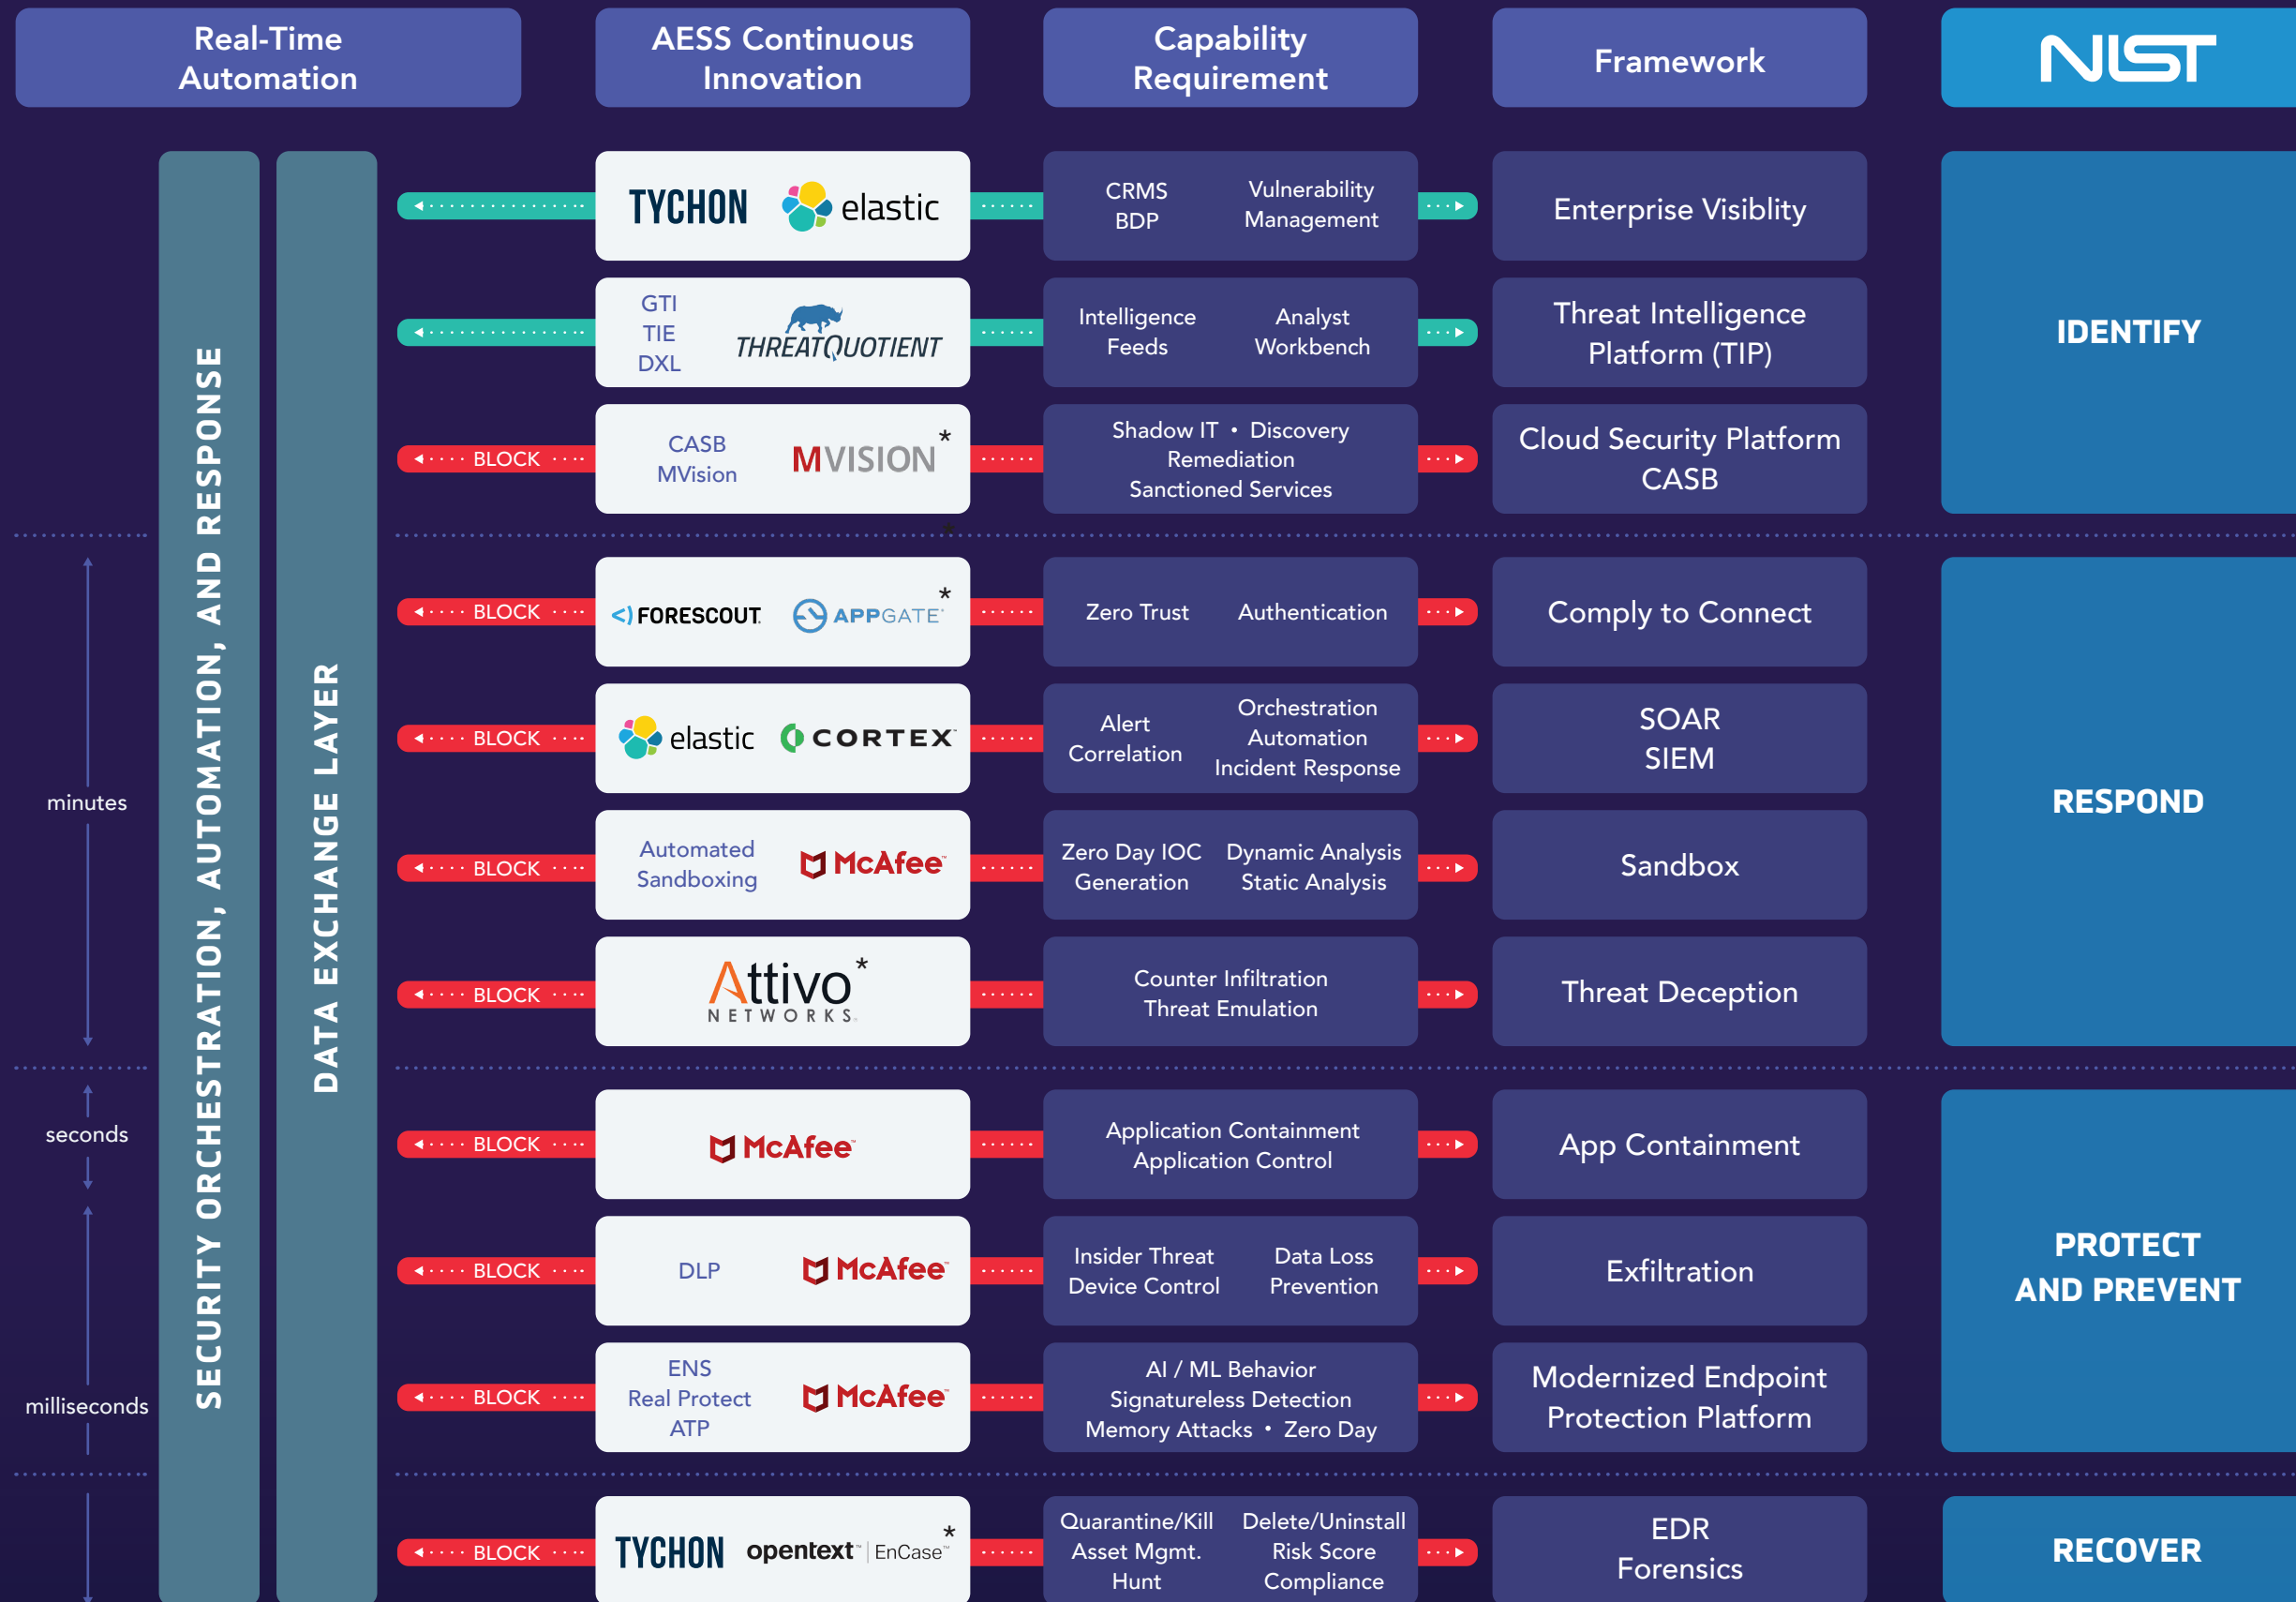 Real-Time
Automation
AESS Continuous
Innovation
Capability
Requirement
Framework
NIST
SECURITY ORCHESTRATION, AUTOMATION, AND RESPONSE
DATA EXCHANGE LAYER
TYCHON elastic
CRMS
BDP
Vulnerability
Management
Enterprise Visiblity
IDENTIFY
GTI
TIE
DXL
THREATQUOTIENT
Intelligence
Feeds
Analyst
Workbench
Threat Intelligence
Platform (TIP)
BLOCK
CASB
MVision
MVISION *
Shadow IT • Discovery
Remediation
Sanctioned Services
Cloud Security Platform
CASB
*
minutes
BLOCK
FORESCOUT APPGATE *
Zero Trust
Authentication
Comply to Connect
RESPOND
BLOCK
elastic CORTEX™
Alert
Correlation
Orchestration
Automation
Incident Response
SOAR
SIEM
BLOCK
Automated
Sandboxing
McAfee™
Zero Day IOC
Generation
Dynamic Analysis
Static Analysis
Sandbox
BLOCK
Attivo *
NETWORKS
Counter Infiltration
Threat Emulation
Threat Deception
seconds
BLOCK
McAfee™
Application Containment
Application Control
App Containment
PROTECT
AND PREVENT
milliseconds
BLOCK
DLP
McAfee™
Insider Threat
Device Control
Data Loss
Prevention
Exfiltration
BLOCK
ENS
Real Protect
ATP
McAfee™
AI / ML Behavior
Signatureless Detection
Memory Attacks • Zero Day
Modernized Endpoint
Protection Platform
BLOCK
TYCHON opentext™ | EnCase™ *
Quarantine/Kill
Asset Mgmt.
Hunt
Delete/Uninstall
Risk Score
Compliance
EDR
Forensics
RECOVER